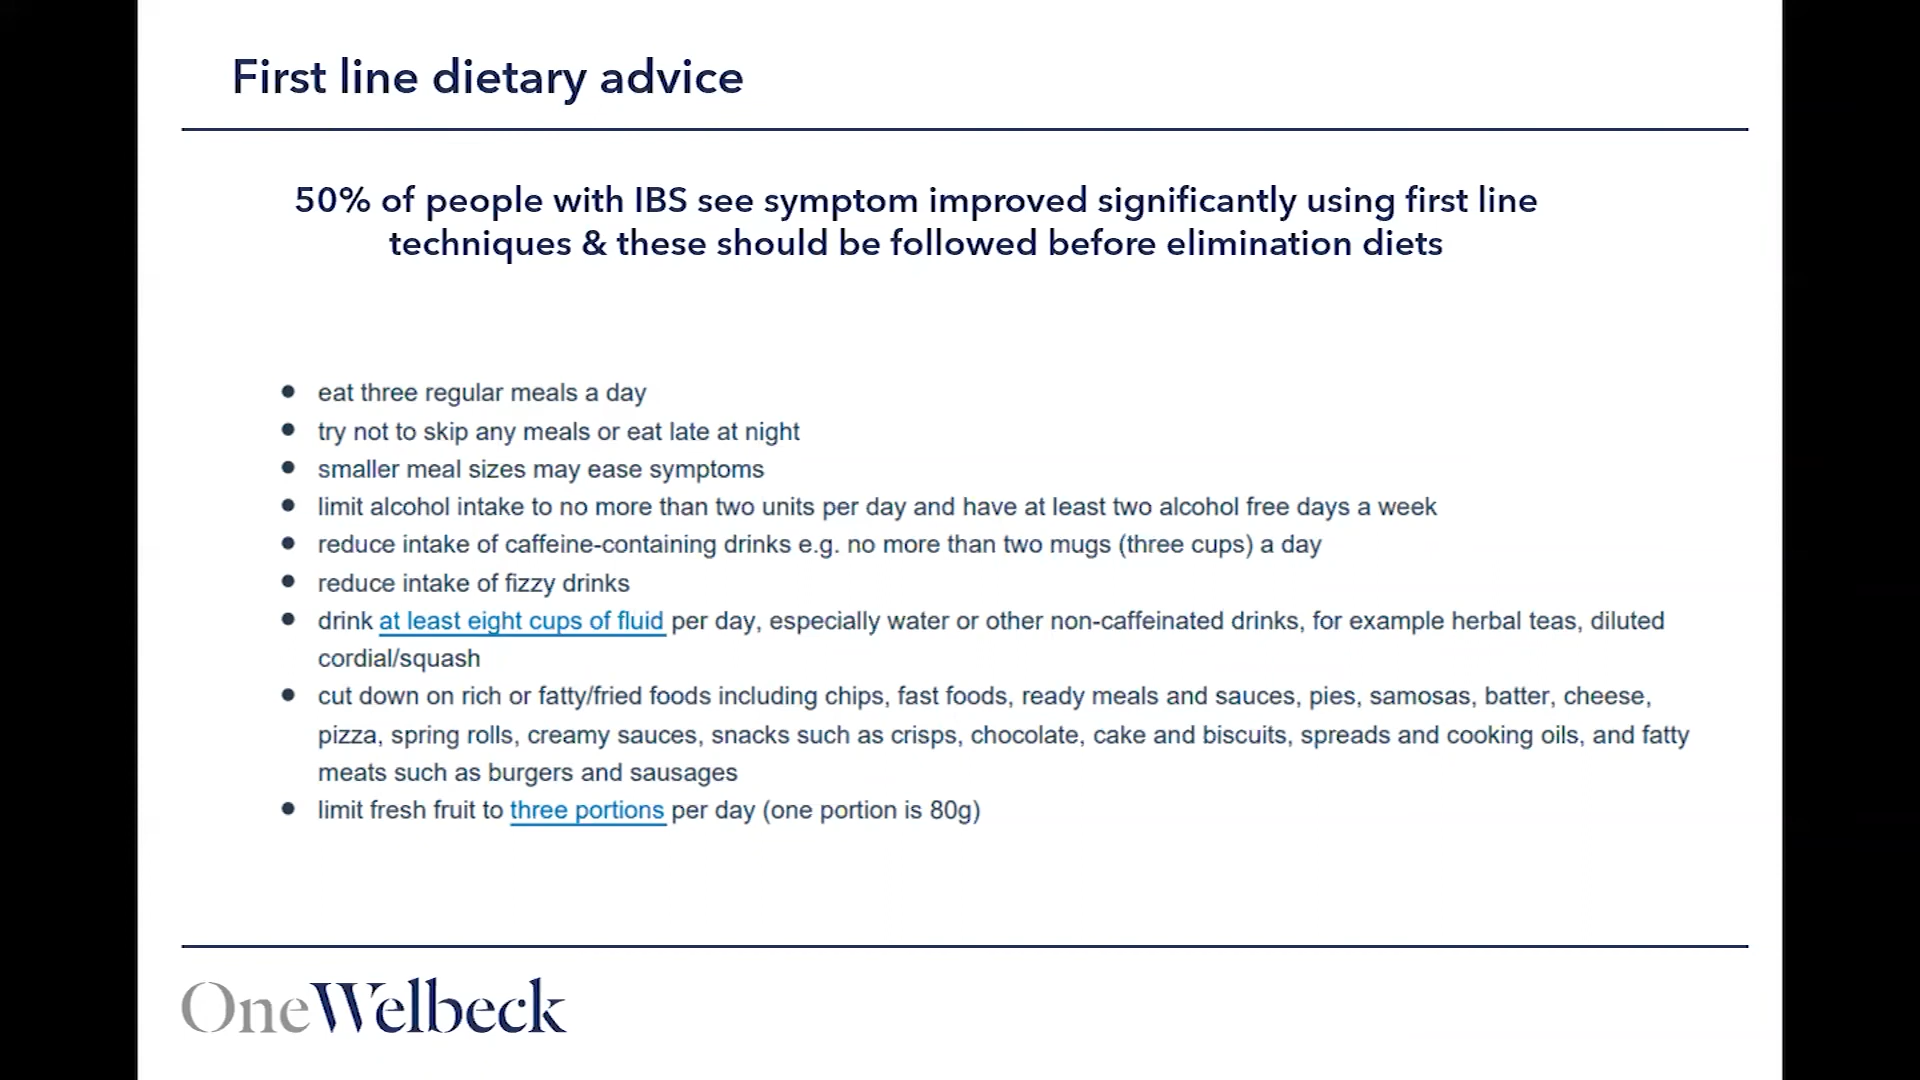 First line dietary advice
50% of people with IBS see symptom improved significantly using first line
techniques & these should be followed before elimination diets
● eat three regular meals a day
● try not to skip any meals or eat late at night
● smaller meal sizes may ease symptoms
● limit alcohol intake to no more than two units per day and have at least two alcohol free days a week
● reduce intake of caffeine-containing drinks e.g. no more than two mugs (three cups) a day
● reduce intake of fizzy drinks
● drink at least eight cups of fluid per day, especially water or other non-caffeinated drinks, for example herbal teas, diluted
cordial/squash
● cut down on rich or fatty/fried foods including chips, fast foods, ready meals and sauces, pies, samosas, batter, cheese,
pizza, spring rolls, creamy sauces, snacks such as crisps, chocolate, cake and biscuits, spreads and cooking oils, and fatty
meats such as burgers and sausages
● limit fresh fruit to three portions per day (one portion is 80g)
OneWelbeck